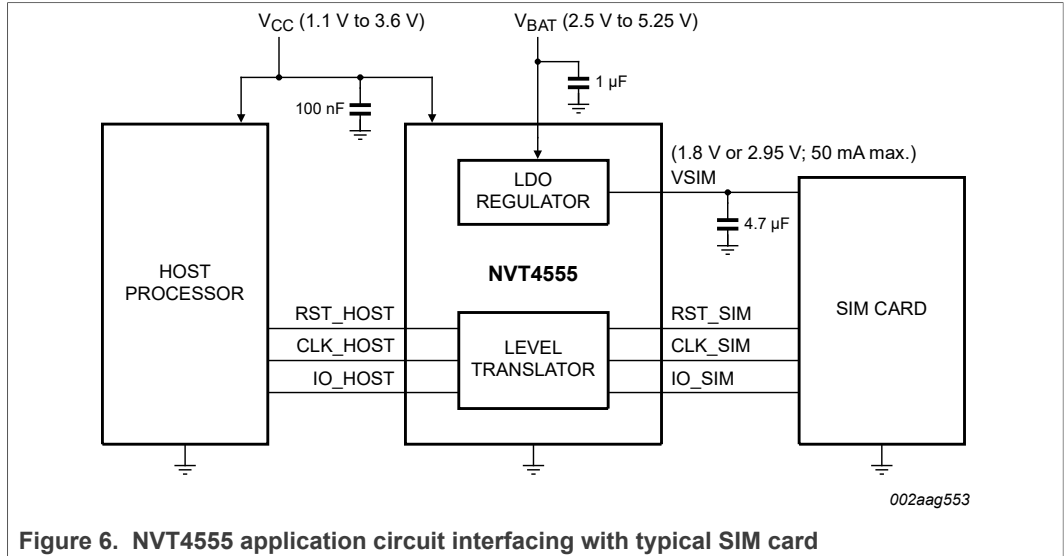 VCC (1.1 V to 3.6 V)
VBAT (2.5 V to 5.25 V)
1 µF
100 nF
(1.8 V or 2.95 V; 50 mA max.)
VSIM
LDO
REGULATOR
4.7 µF
HOST
PROCESSOR
NVT4555
SIM CARD
RST_HOST
CLK_HOST
IO_HOST
LEVEL
TRANSLATOR
RST_SIM
CLK_SIM
IO_SIM
002aag553
Figure 6. NVT4555 application circuit interfacing with typical SIM card